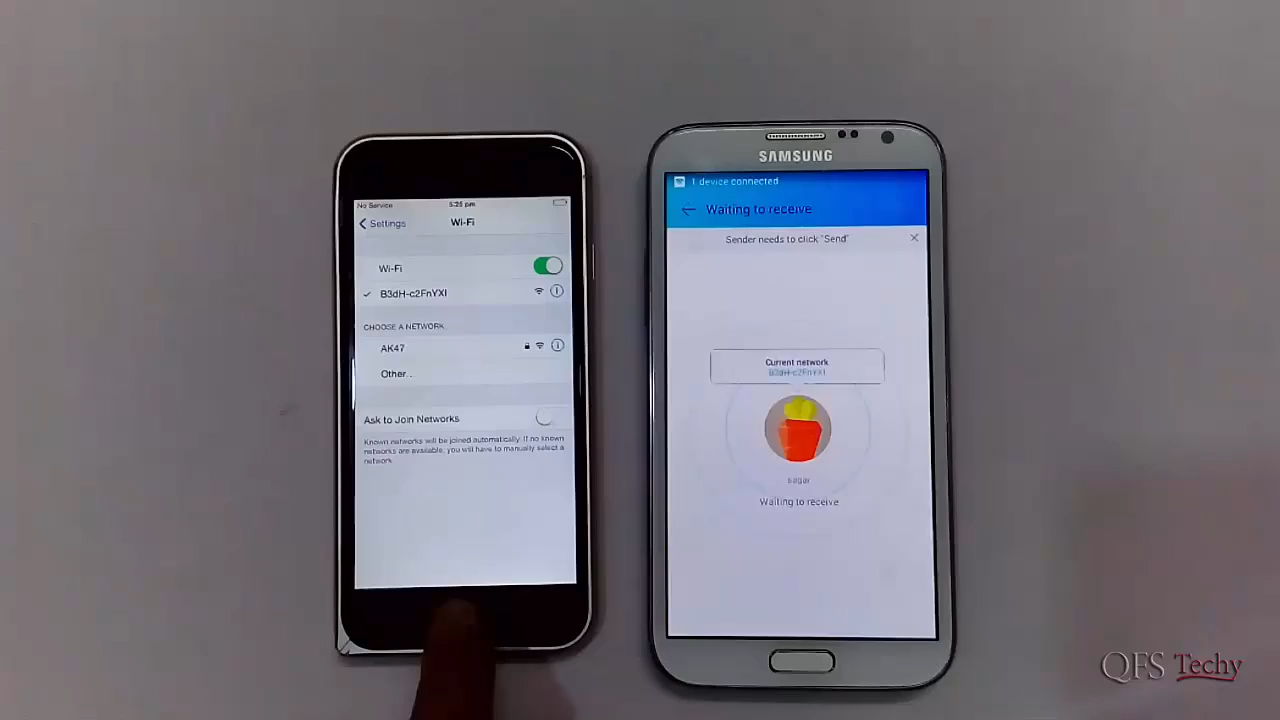 No Service 5:25 pm
Settings
Wi-Fi
Wi-Fi
B3dH-c2FnYXI
CHOOSE A NETWORK
AK47
Other...
Ask to Join Networks
Known networks will be joined automatically. If no known
networks are available, you will have to manually select a
network.
SAMSUNG
1 device connected
Waiting to receive
Sender needs to click "Send"
Current network
B3dH-c2FnYXI
sagar
Waiting to receive
QFS Techy